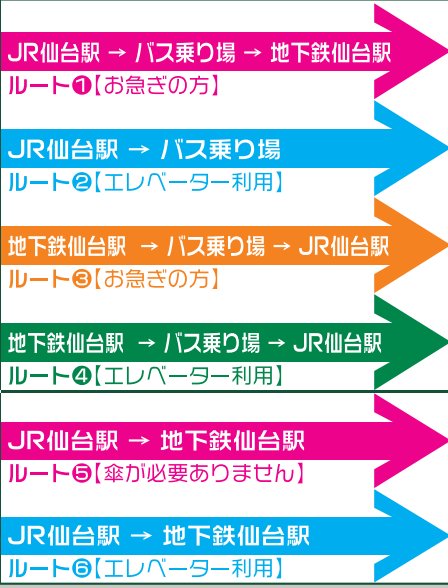 JR仙台駅 → バス乗り場 → 地下鉄仙台駅
ルート❶【お急ぎの方】
JR仙台駅 → バス乗り場
ルート❷【エレベーター利用】
地下鉄仙台駅 → バス乗り場 → JR仙台駅
ルート❸【お急ぎの方】
地下鉄仙台駅 → バス乗り場 → JR仙台駅
ルート❹【エレベーター利用】
JR仙台駅 → 地下鉄仙台駅
ルート❺【傘が必要ありません】
JR仙台駅 → 地下鉄仙台駅
ルート❻【エレベーター利用】